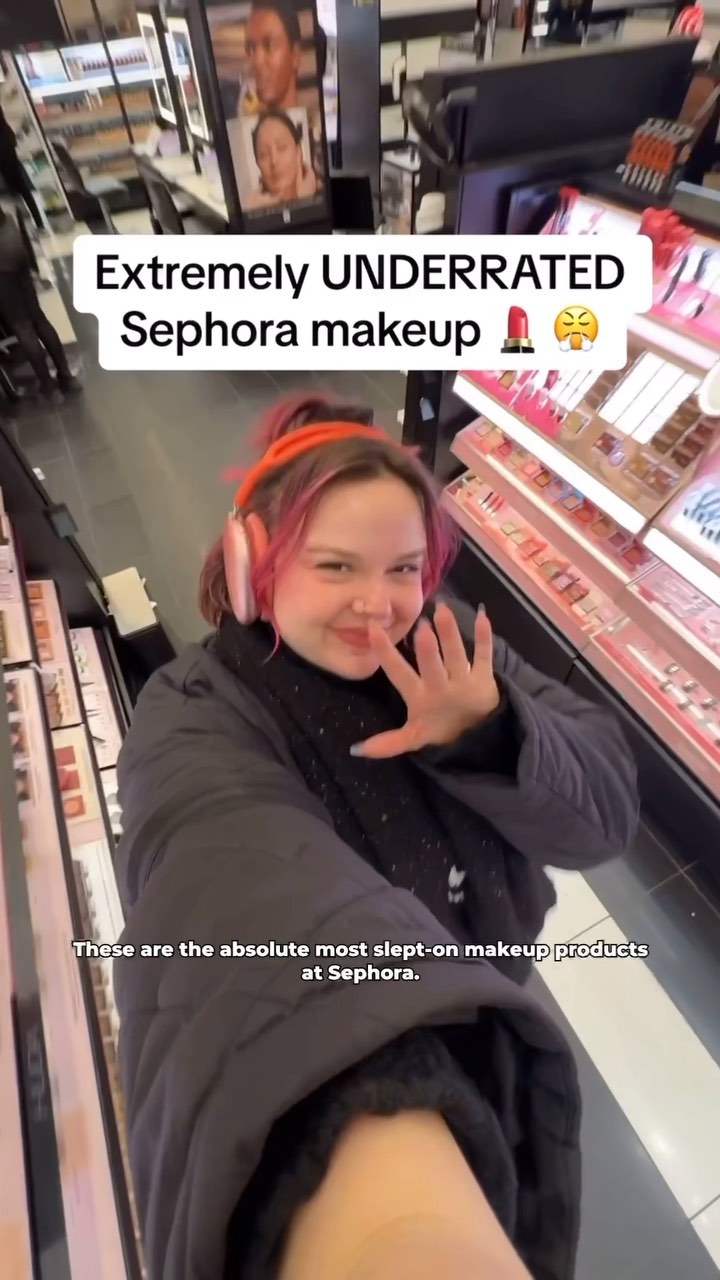 Extremely UNDERRATED
Sephora makeup 💄 😤
These are the absolute most slept-on makeup products
at Sephora.